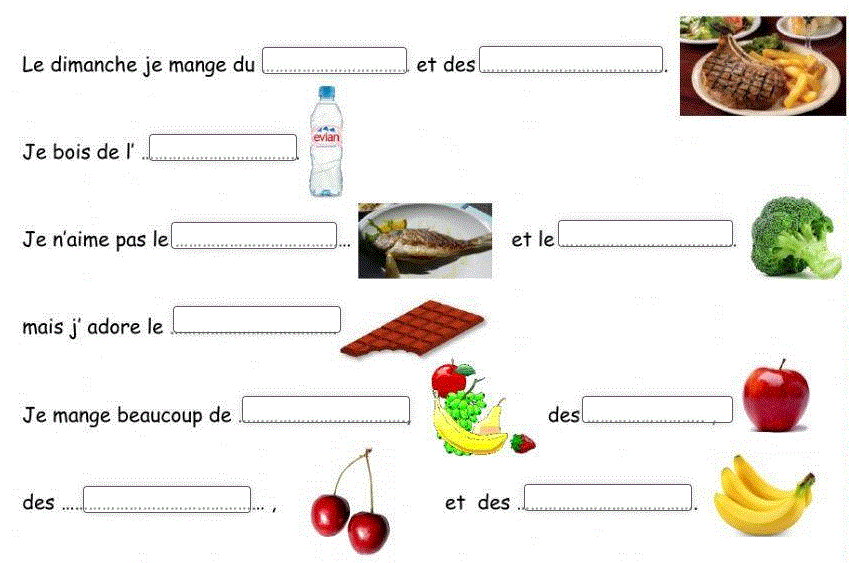 Le dimanche je mange du ………………………… et des ………………………………….
Je bois de l' ………………………….
Je n'aime pas le ………………………………… et le ………………………………….
evian
mais j' adore le ………………………………
Je mange beaucoup de ………………………………, des ……………………… ,
des ………………………………………… , et des ………………………………….